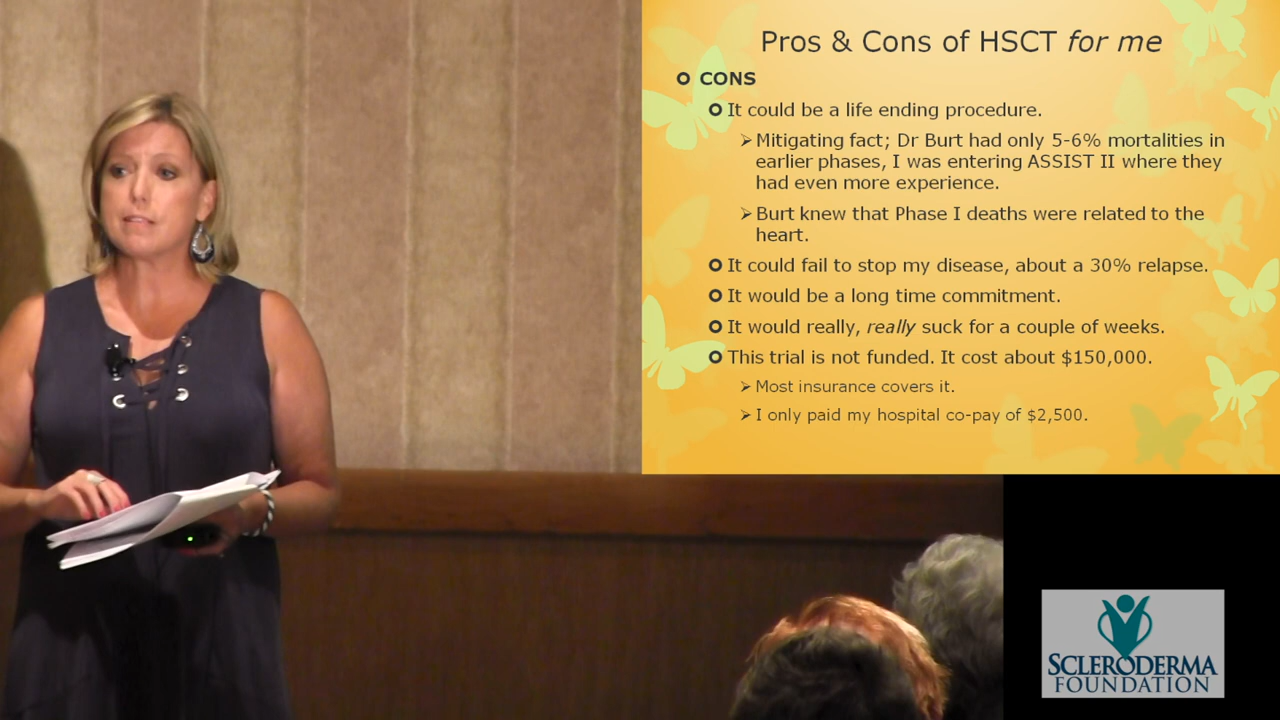 Pros & Cons of HSCT for me
CONS
It could be a life ending procedure.
Mitigating fact; Dr Burt had only 5-6% mortalities in
earlier phases, I was entering ASSIST II where they
had even more experience.
Burt knew that Phase I deaths were related to the
heart.
It could fail to stop my disease, about a 30% relapse.
It would be a long time commitment.
It would really, really suck for a couple of weeks.
This trial is not funded. It cost about $150,000.
Most insurance covers it.
I only paid my hospital co-pay of $2,500.
SCLERODERMA
FOUNDATION